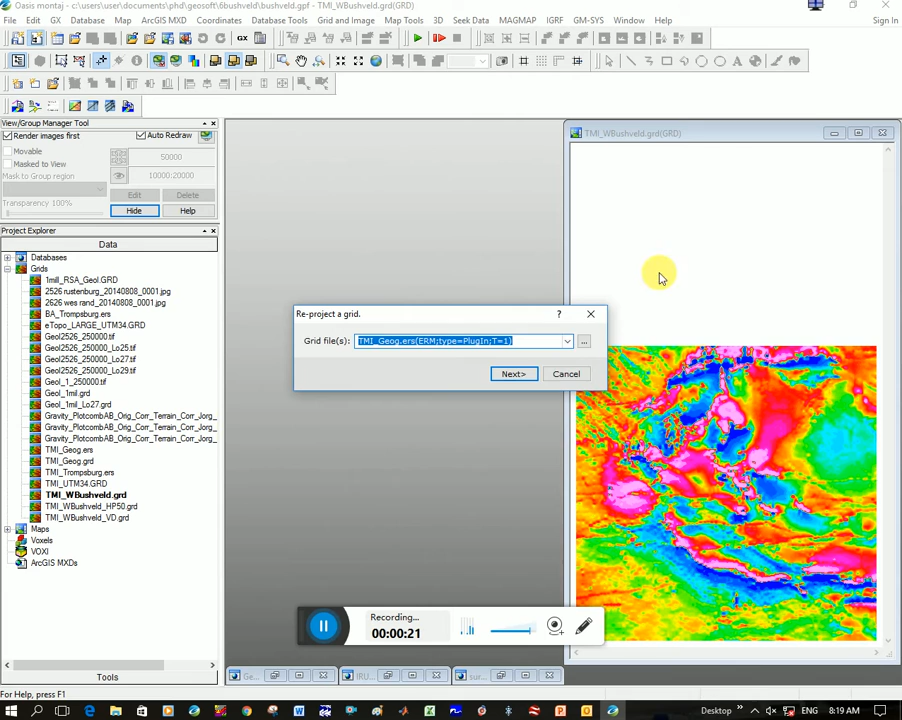 Oasis montaj - c:\users\user\documents\phd\geosoft\6bushveld\bushveld.gpf - TMI_WBushveld.grd(GRD)
File GX Database Map ArcGIS MXD Coordinates Database Tools Grid and Image Map Tools 3D Seek Data MAGMAP IGRF GM-SYS Window Help Sign In
GX
View/Group Manager Tool
Render images first Auto Redraw
Movable 50000
Masked to View
Mask to Group region 10000:20000
Transparency 100% Edit Delete
Hide Help
Project Explorer
Data
Databases
Grids
1mill_RSA_Geol.GRD
2526 rustenburg_20140808_0001.jpg
2626 wes rand_20140808_0001.jpg
BA_Trompsburg.ers
eTopo_LARGE_UTM34.GRD
Geol2526_250000.tif
Geol2526_250000_Lo25.tif
Geol2526_250000_Lo27.tif
Geol2526_250000_Lo29.tif
Geol_1_250000.tif
Geol_1mil.grd
Geol_1mil_Lo27.grd
Gravity_PlotcombAB_Orig_Corr_Terrain_Corr_Jorg_
Gravity_PlotcombAB_Orig_Corr_Terrain_Corr_Jorg_
Gravity_PlotcombAB_Orig_Corr_Terrain_Corr_Jorg_
TMI_Geog.ers
TMI_Geog.grd
TMI_Trompsburg.ers
TMI_UTM34.GRD
TMI_WBushveld.grd
TMI_WBushveld_HP50.grd
TMI_WBushveld_VD.grd
Maps
Voxels
VOXI
ArcGIS MXDs
Tools
TMI_WBushveld.grd(GRD)
Re-project a grid.
?
Grid file(s): TMI_Geog.ers(ERM;type=PlugIn;T=1) ...
Next> Cancel
Recording...
00:00:21
Ge... IRU... sur...
For Help, press F1
Desktop » ENG 8:19 AM